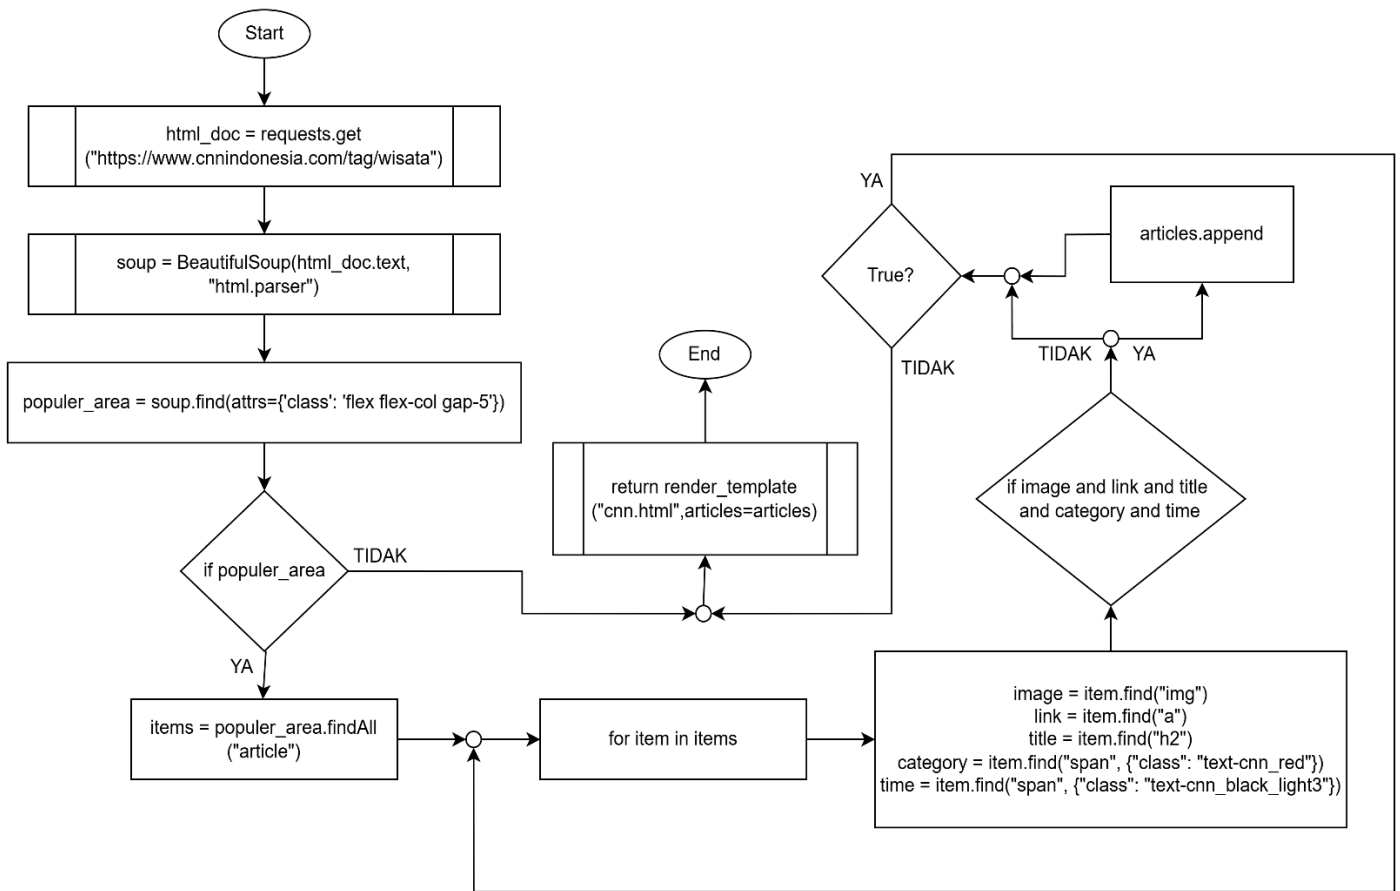 Start
html_doc = requests.get
("https://www.cnnindonesia.com/tag/wisata")
soup = BeautifulSoup(html_doc.text,
"html.parser")
populer_area = soup.find(attrs={'class': 'flex flex-col gap-5'})
if populer_area
TIDAK
YA
items = populer_area.findAll
("article")
for item in items
image = item.find("img")
link = item.find("a")
title = item.find("h2")
category = item.find("span", {"class": "text-cnn_red"})
time = item.find("span", {"class": "text-cnn_black_light3"})
if image and link and title
and category and time
TIDAK
YA
articles.append
True?
YA
TIDAK
return render_template
("cnn.html",articles=articles)
End